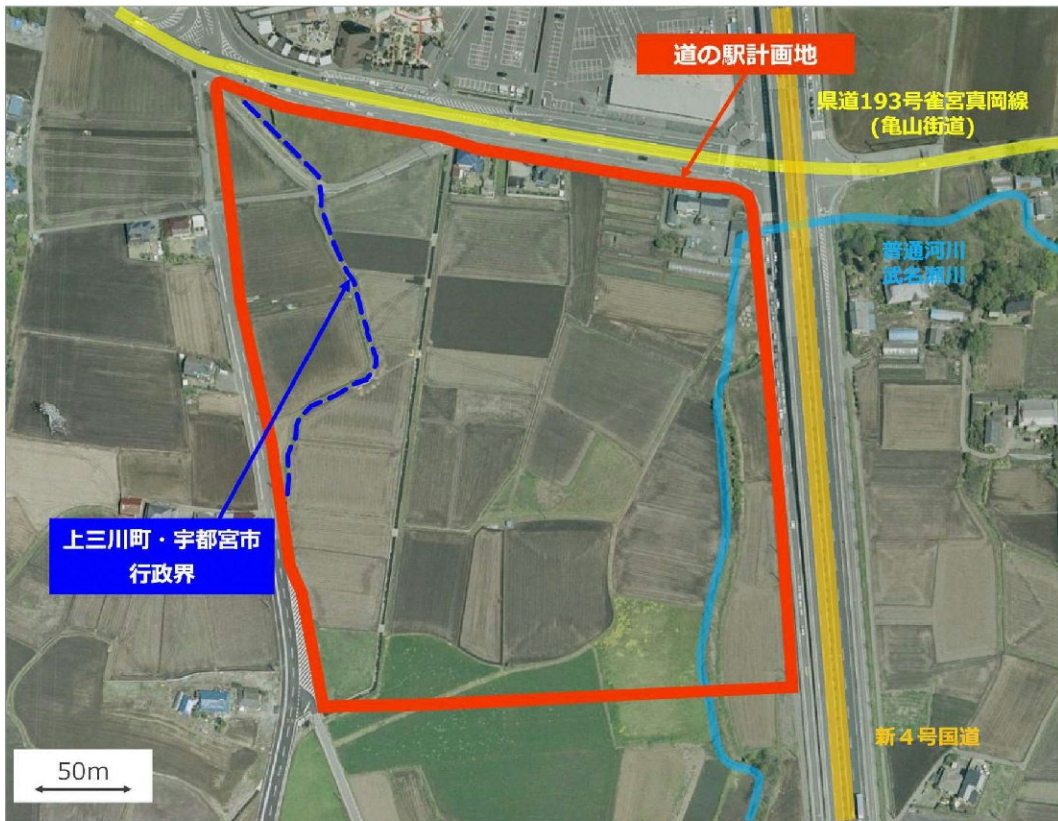 道の駅計画地
県道193号雀宮真岡線
(亀山街道)
普通河川
武名瀬川
上三川町・宇都宮市
行政界
新４号国道
50m